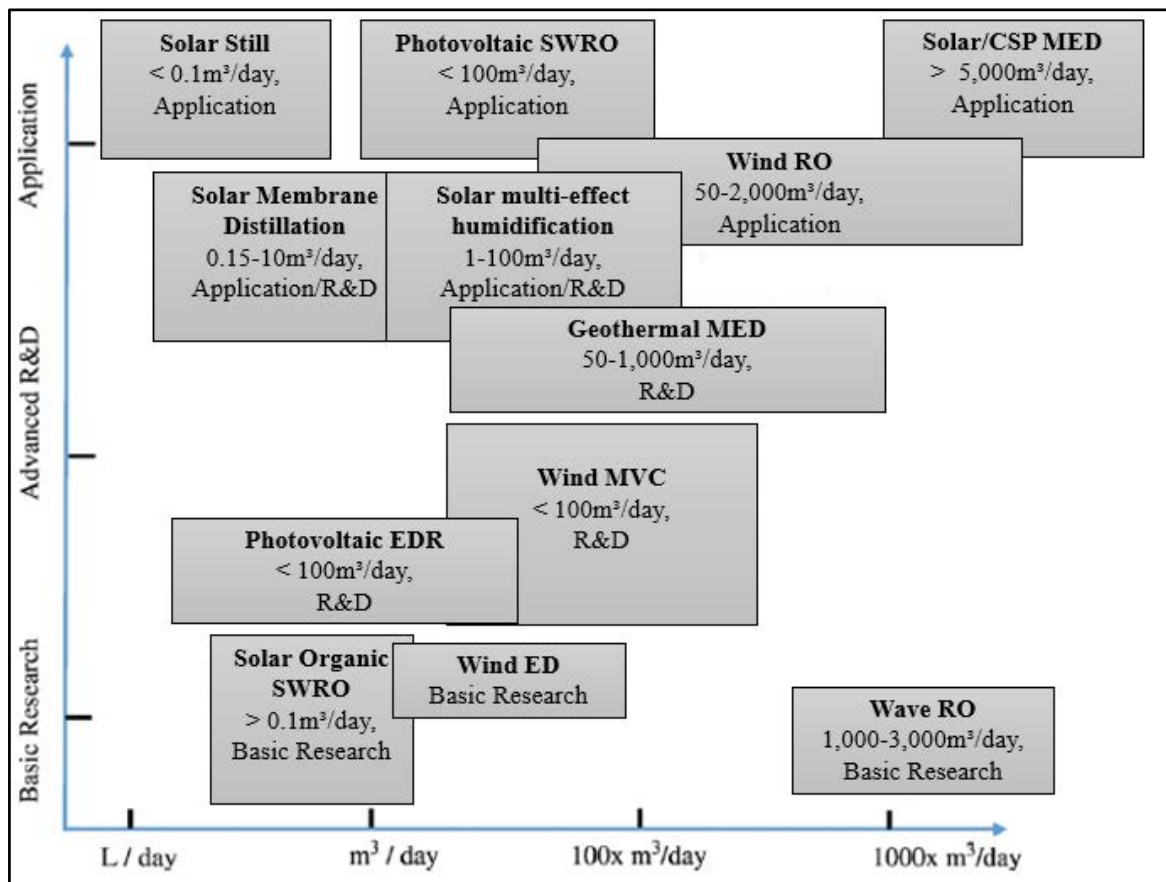 Solar Still
< 0.1m³/day,
Application
Photovoltaic SWRO
< 100m³/day,
Application
Solar/CSP MED
> 5,000m³/day,
Application
Wind RO
50-2,000m³/day,
Application
Solar Membrane
Distillation
0.15-10m³/day,
Application/R&D
Solar multi-effect
humidification
1-100m³/day,
Application/R&D
Geothermal MED
50-1,000m³/day,
R&D
Wind MVC
< 100m³/day,
R&D
Photovoltaic EDR
< 100m³/day,
R&D
Solar Organic
SWRO
> 0.1m³/day,
Basic Research
Wind ED
Basic Research
Wave RO
1,000-3,000m³/day,
Basic Research
Application
Advanced R&D
Basic Research
L / day
m³ / day
100x m³/day
1000x m³/day